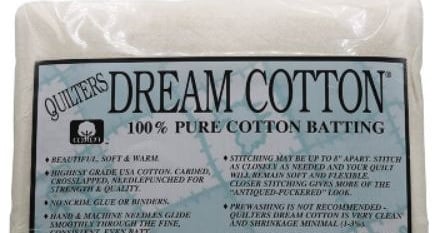 QUILTERS DREAM COTTON®
100% PURE COTTON BATTING
COTTON
BEAUTIFUL, SOFT & WARM.
HIGHEST GRADE USA COTTON. CARDED,
CROSSLAPPED, NEEDLEPUNCHED FOR
STRENGTH & QUALITY.
NO SCRIM, GLUE OR BINDERS.
HAND & MACHINE NEEDLES GLIDE
SMOOTHLY THROUGH THE FINE,
CONSISTENT, EVEN BATT.
STITCHING MAY BE UP TO 8" APART. STITCH
AS CLOSELY AS NEEDED AND YOUR QUILT
WILL REMAIN SOFT AND FLEXIBLE.
CLOSER STITCHING GIVES MORE OF THE
"ANTIQUED-PUCKERED" LOOK.
PREWASHING IS NOT RECOMMENDED -
QUILTERS DREAM COTTON IS VERY CLEAN
AND SHRINKAGE MINIMAL (1-3%).